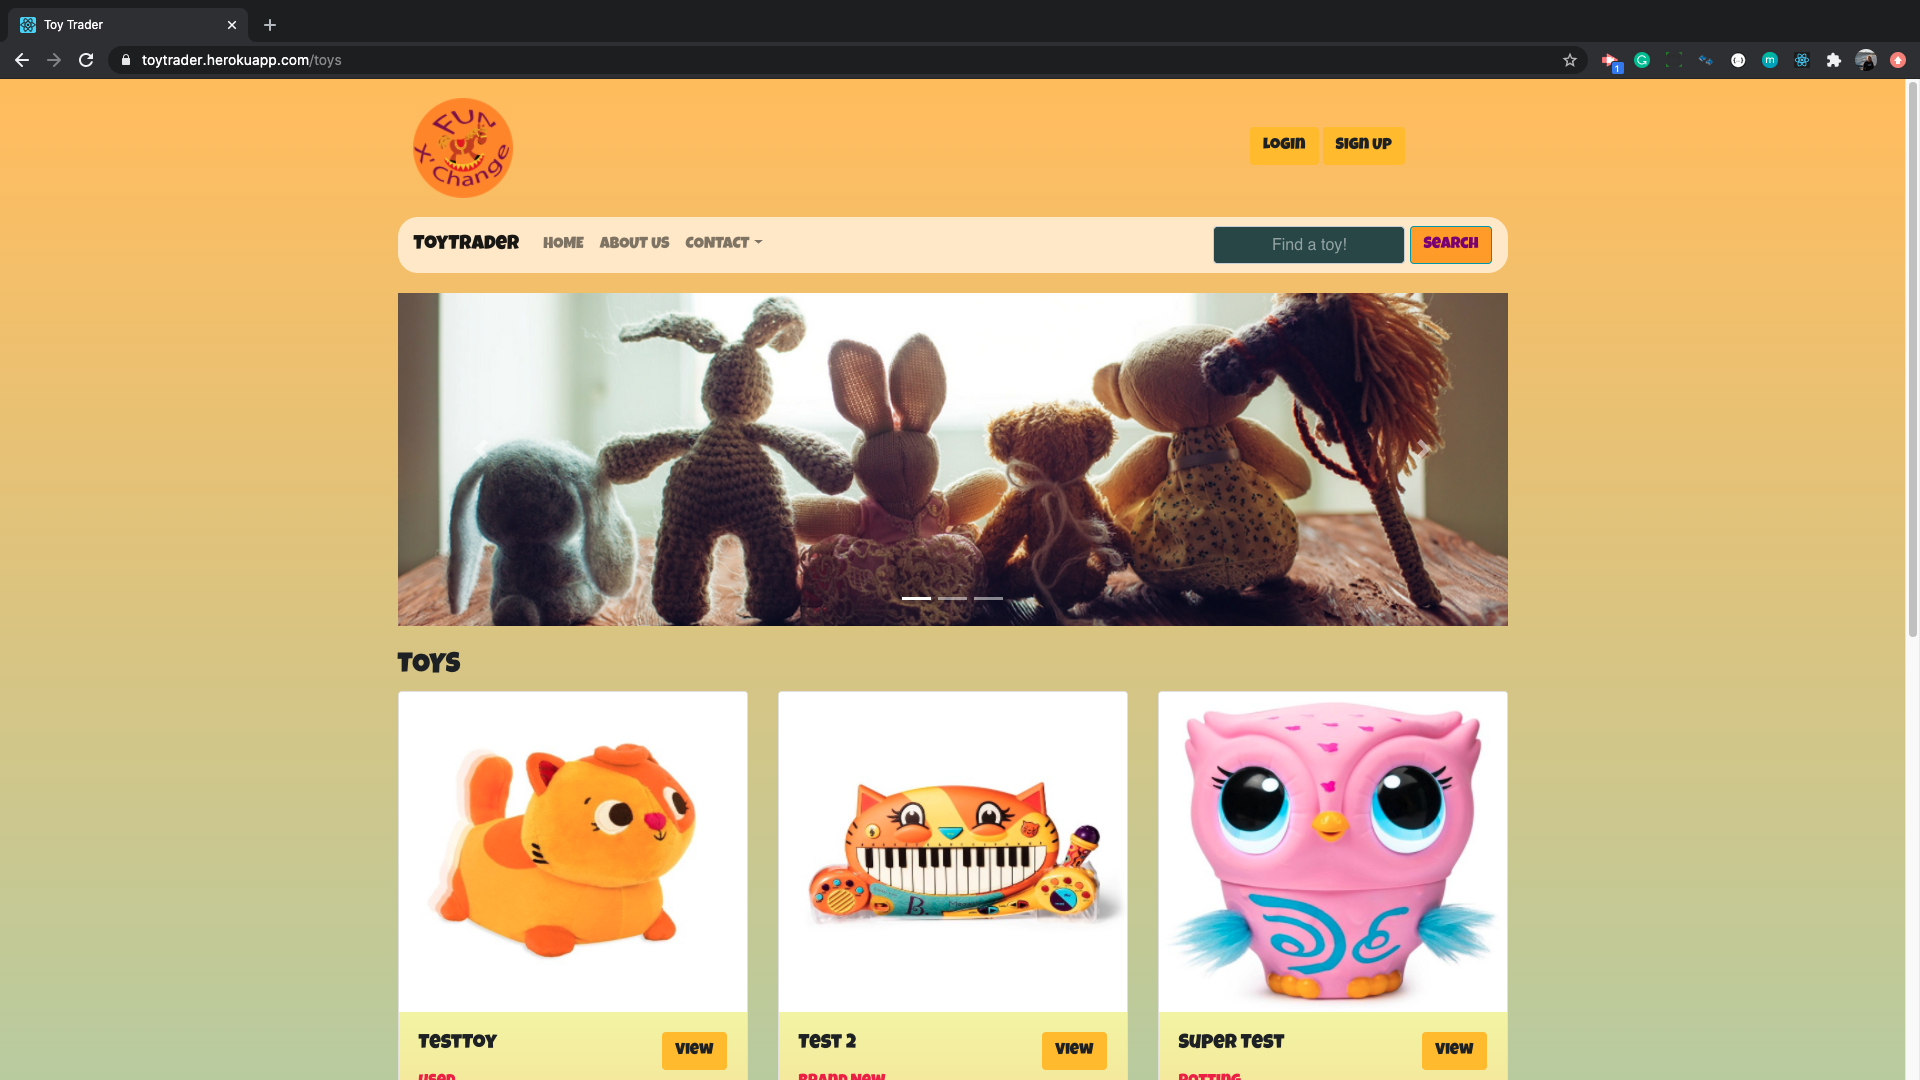 Toy Trader
toytrader.herokuapp.com/toys
1
m
FUN
X'Change
LOGIN
SIGN UP
TOYTRADER
HOME
ABOUT US
CONTACT
Find a toy!
SEARCH
TOYS
B.
TESTTOY
VIEW
TEST 2
VIEW
SUPER TEST
VIEW
USED
BRAND NEW
ROTTING